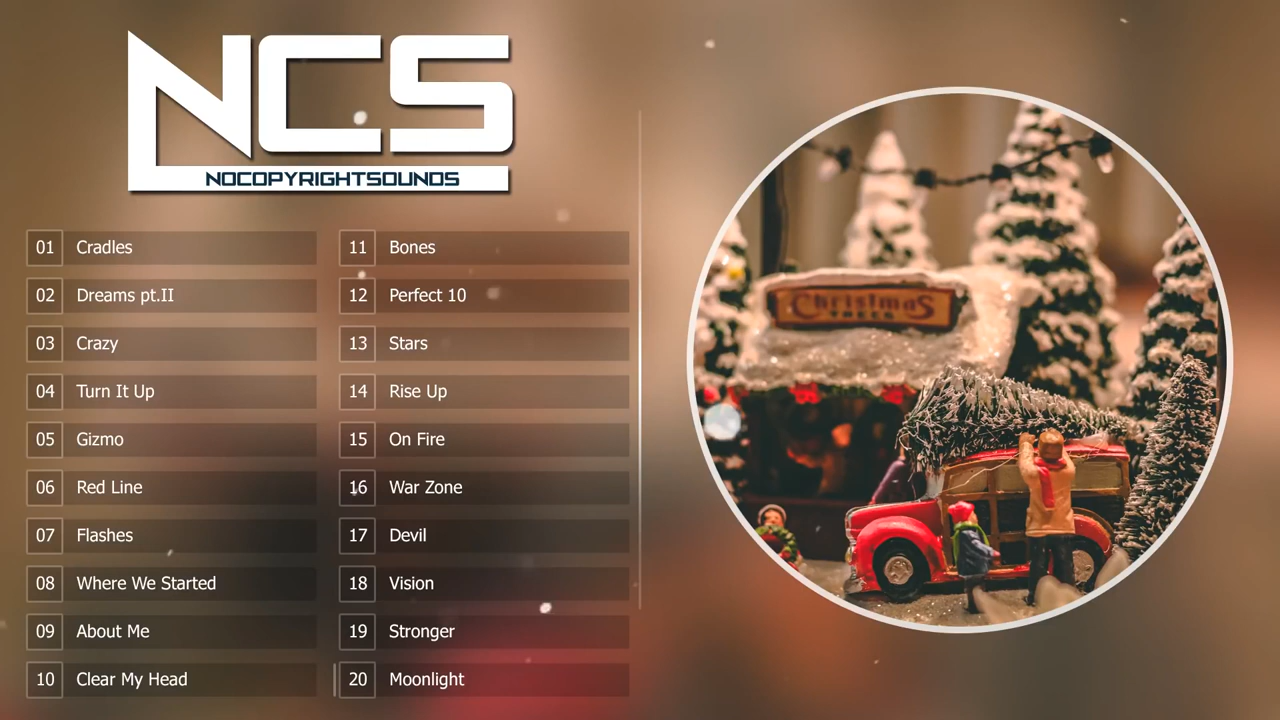 NCS
NOCOPYRIGHTSOUNDS
01 Cradles
02 Dreams pt.II
03 Crazy
04 Turn It Up
05 Gizmo
06 Red Line
07 Flashes
08 Where We Started
09 About Me
10 Clear My Head
11 Bones
12 Perfect 10
13 Stars
14 Rise Up
15 On Fire
16 War Zone
17 Devil
18 Vision
19 Stronger
20 Moonlight
Christmas
TREES